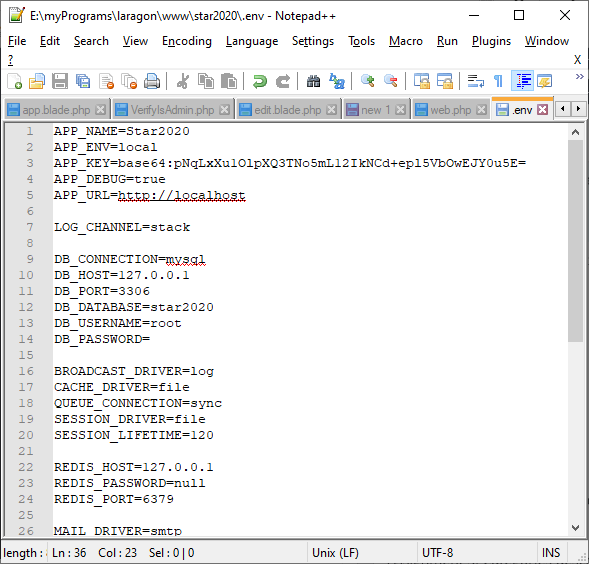 E:\myPrograms\laragon\www\star2020\.env - Notepad++
File Edit Search View Encoding Language Settings Tools Macro Run Plugins Window
? X
app.blade.php VerifyIsAdmin.php edit.blade.php new 1 web.php .env
1 APP_NAME=Star2020
2 APP_ENV=local
3 APP_KEY=base64:pNqLxXu1OlpXQ3TNo5mL12IkNCd+epl5VbOwEJY0u5E=
4 APP_DEBUG=true
5 APP_URL=http://localhost
6
7 LOG_CHANNEL=stack
8
9 DB_CONNECTION=mysql
10 DB_HOST=127.0.0.1
11 DB_PORT=3306
12 DB_DATABASE=star2020
13 DB_USERNAME=root
14 DB_PASSWORD=
15
16 BROADCAST_DRIVER=log
17 CACHE_DRIVER=file
18 QUEUE_CONNECTION=sync
19 SESSION_DRIVER=file
20 SESSION_LIFETIME=120
21
22 REDIS_HOST=127.0.0.1
23 REDIS_PASSWORD=null
24 REDIS_PORT=6379
25
26 MAIL_DRIVER=smtp
length : Ln : 36 Col : 23 Sel : 0 | 0 Unix (LF) UTF-8 INS